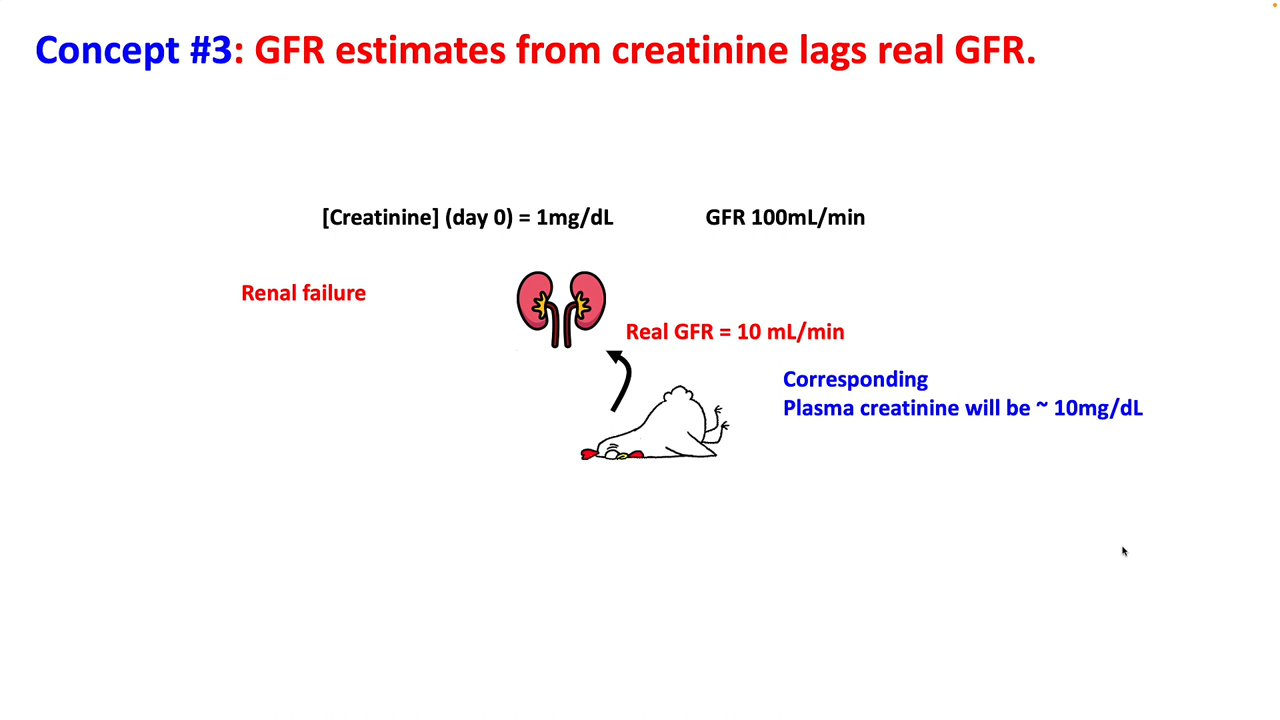 Concept #3: GFR estimates from creatinine lags real GFR.
[Creatinine] (day 0) = 1mg/dL
GFR 100mL/min
Renal failure
Real GFR = 10 mL/min
Corresponding
Plasma creatinine will be ~ 10mg/dL